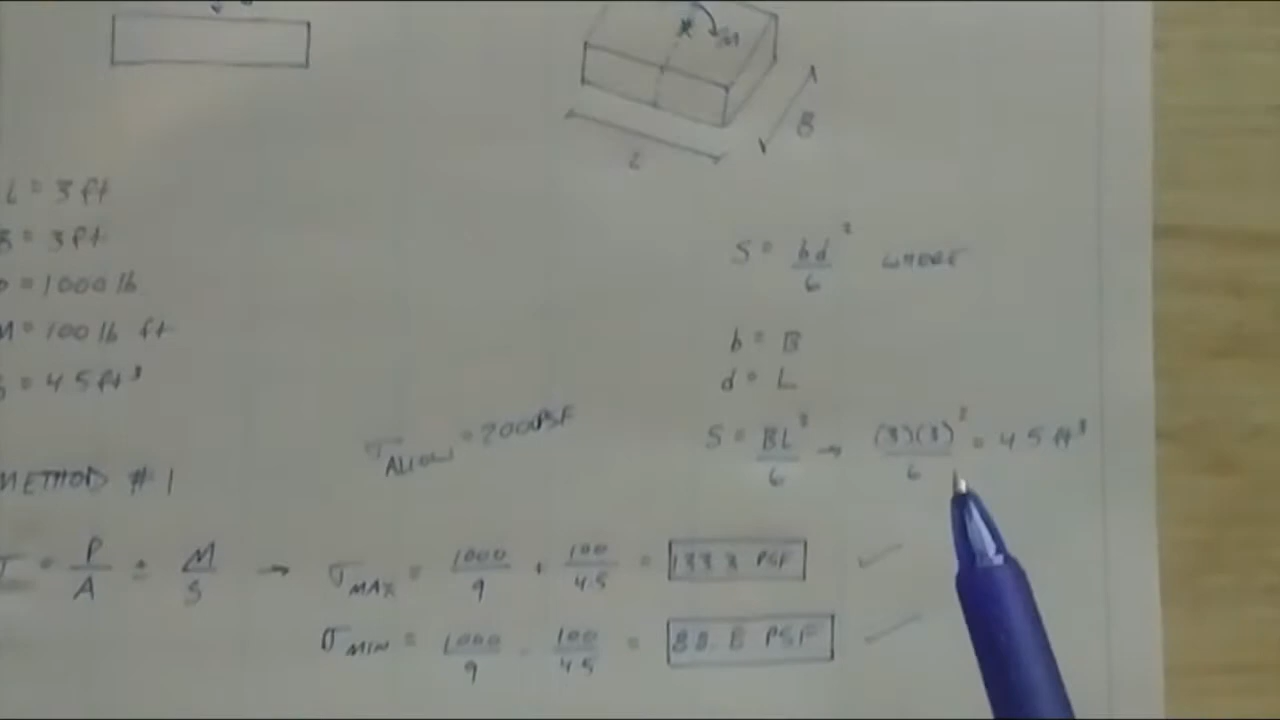 M
B
L
L = 3 ft
B = 3 ft
P = 1000 lb
M = 100 lb ft
S = 4.5 ft³
S = bd²/6 WHERE
b = B
d = L
S = BL²/6 → (3)(3)²/6 = 4.5 ft³
σALLOW = 200 PSF
METHOD #1
σ = P/A ± M/S → σMAX = 1000/9 + 100/4.5 = 133.3 PSF ✓
σMIN = 1000/9 - 100/4.5 = 88.8 PSF ✓